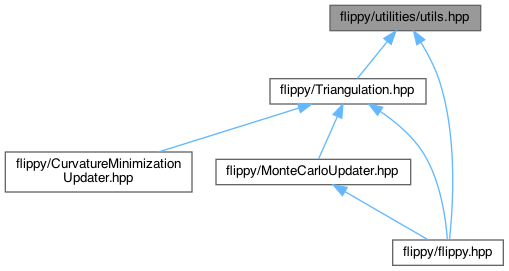 flippy/utilities/utils.hpp
flippy/Triangulation.hpp
flippy/CurvatureMinimization
Updater.hpp
flippy/MonteCarloUpdater.hpp
flippy/flippy.hpp